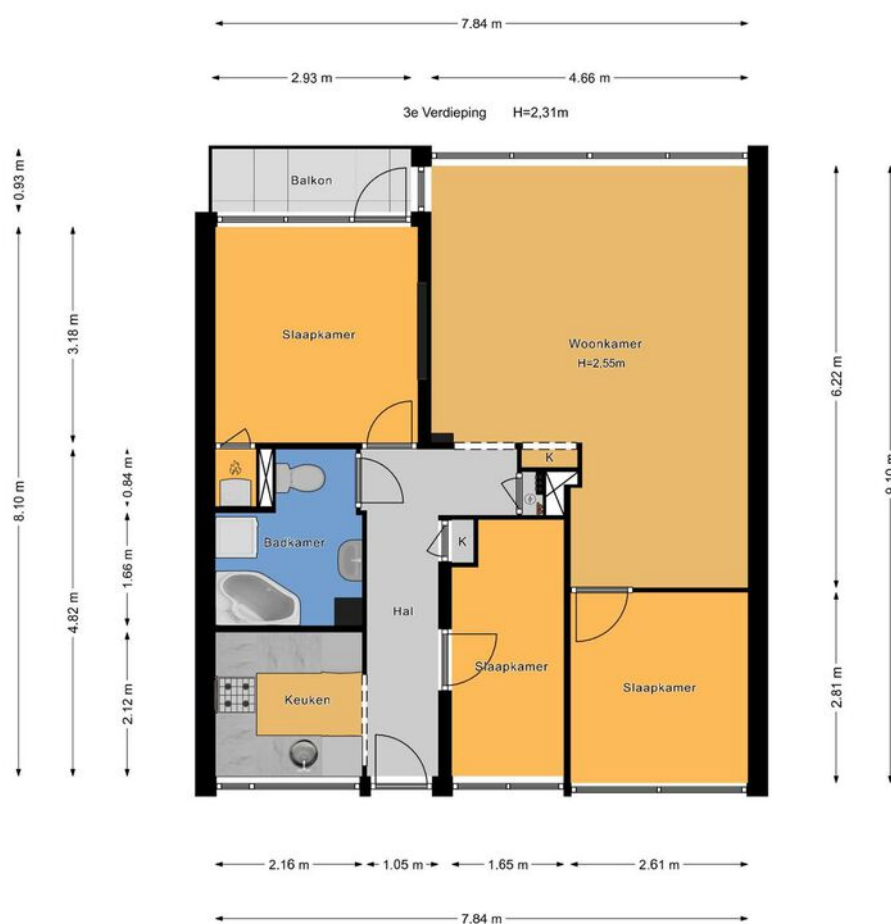 7.84 m
2.93 m
4.66 m
3e Verdieping H=2,31m
0.93 m
Balkon
8.10 m
3.18 m
Slaapkamer
Woonkamer
H=2,55m
6.22 m
9.10 m
K
0.84 m
4.82 m
1.66 m
Badkamer
K
Hal
2.12 m
Keuken
Slaapkamer
Slaapkamer
2.81 m
2.16 m
1.05 m
1.65 m
2.61 m
7.84 m